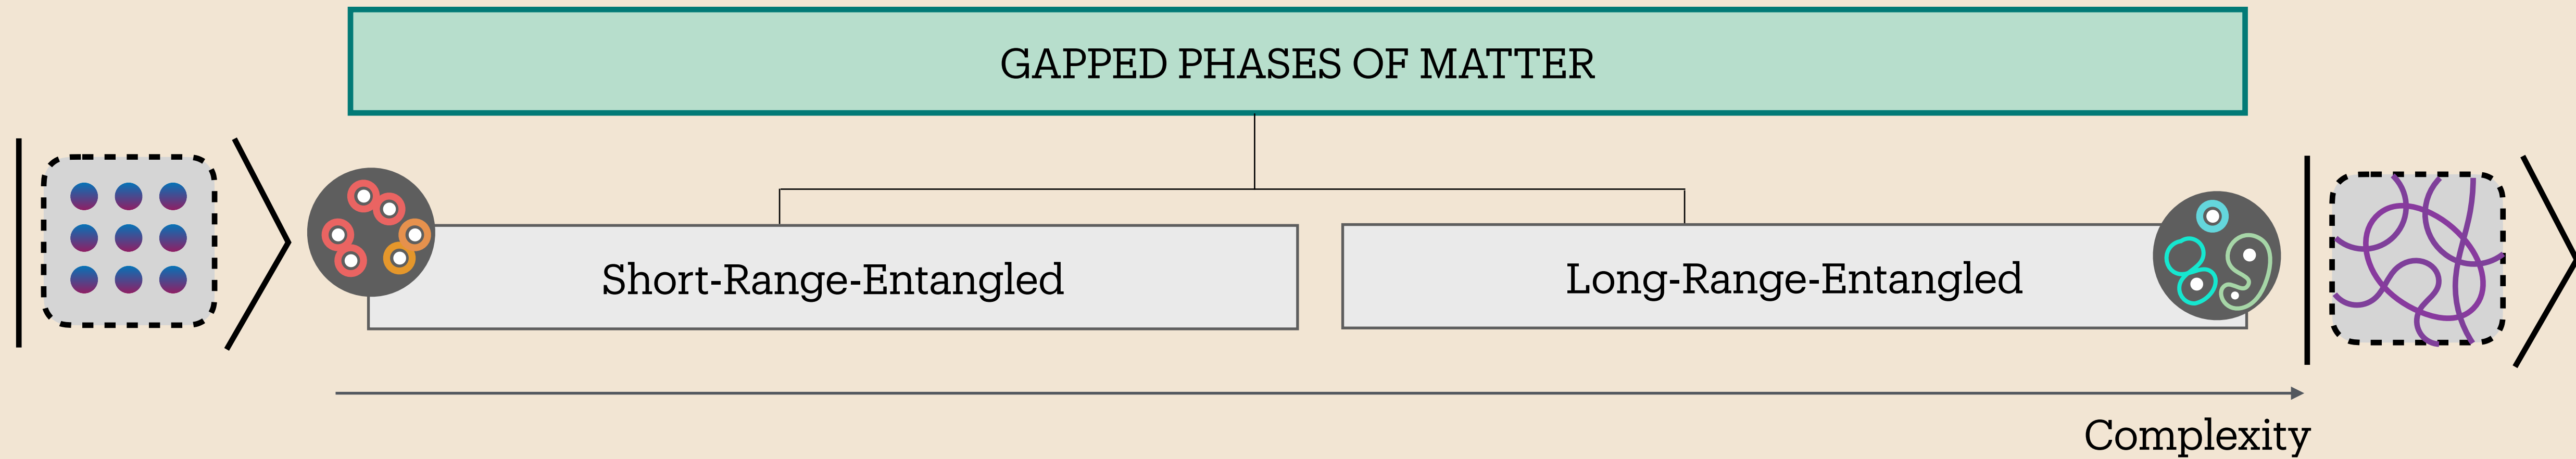 GAPPED PHASES OF MATTER
Short-Range-Entangled
Long-Range-Entangled
Complexity